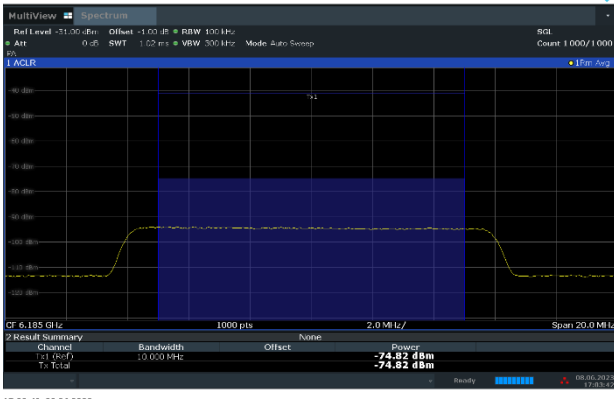 MultiView Spectrum
Ref Level -31.00 dBm Offset -1.00 dB RBW 100 kHz SGL
Att 0 dB SWT 1.02 ms VBW 300 kHz Mode Auto Sweep Count 1000/1000
PA
1 ACLR 1Rm Avg
-40 dBm
Tx1
-60 dBm
-70 dBm
-80 dBm
-90 dBm
-100 dBm
-110 dBm
-120 dBm
CF 6.185 GHz 1000 pts 2.0 MHz/ Span 20.0 MHz
2 Result Summary None
Channel Bandwidth Offset Power
Tx1 (Ref) 10.000 MHz -74.82 dBm
Tx Total -74.82 dBm
Ready 08.06.2023
17:03:47